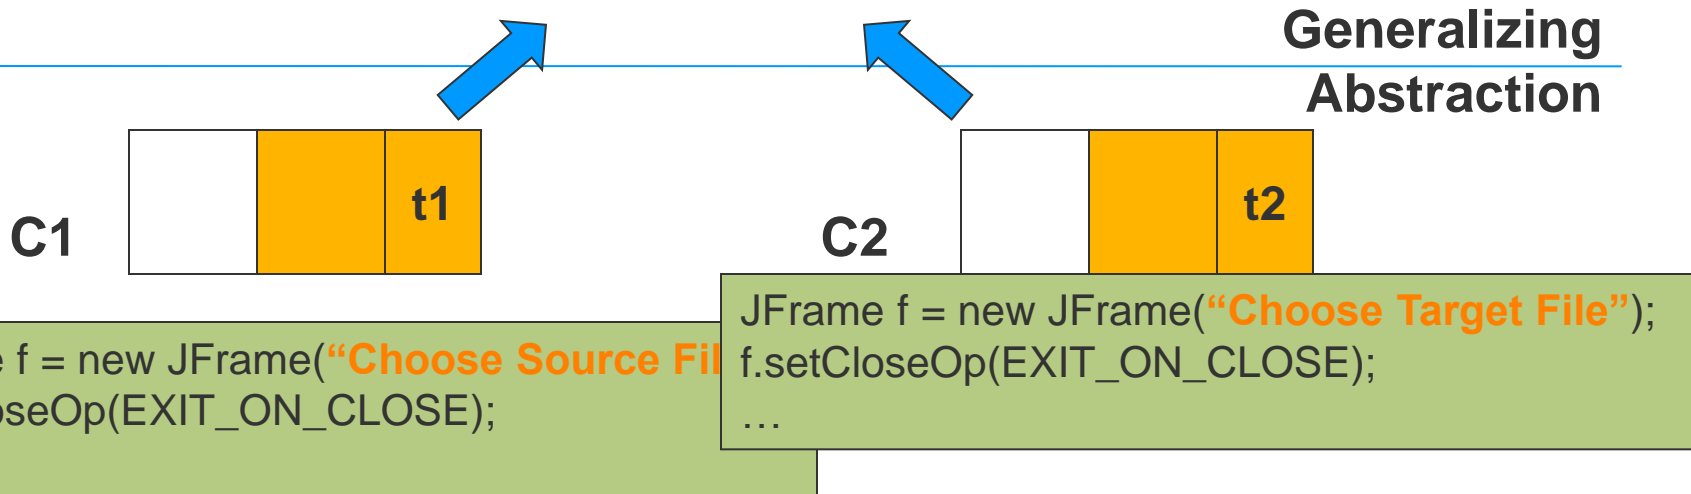 Generalizing
Abstraction
t1
t2
C1
C2
f = new JFrame(“Choose Source
seOp(EXIT_ON_CLOSE);
JFrame f = new JFrame(“Choose Target File”);
f.setCloseOp(EXIT_ON_CLOSE);
…